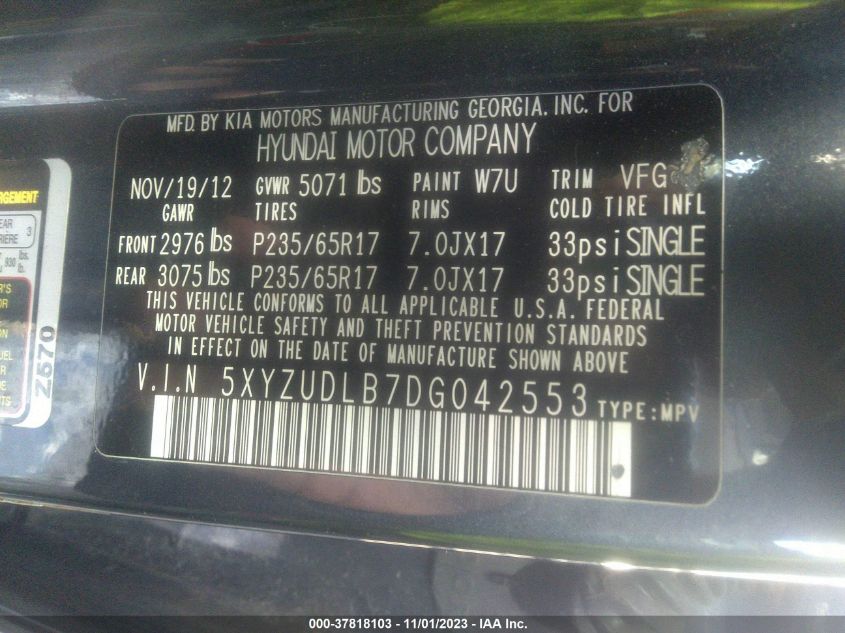 MFD. BY KIA MOTORS MANUFACTURING GEORGIA. INC. FOR
HYUNDAI MOTOR COMPANY
NOV/19/12 GVWR 5071 lbs PAINT W7U TRIM VFG
GAWR TIRES RIMS COLD TIRE INFL
FRONT 2976 lbs P235/65R17 7.0JX17 33psi SINGLE
REAR 3075 lbs P235/65R17 7.0JX17 33psi SINGLE
THIS VEHICLE CONFORMS TO ALL APPLICABLE U.S.A. FEDERAL
MOTOR VEHICLE SAFETY AND THEFT PREVENTION STANDARDS
IN EFFECT ON THE DATE OF MANUFACTURE SHOWN ABOVE
V.I.N 5XYZUDLB7DG042553 TYPE:MPV
3
930 lbs.
2670
000-37818103 - 11/01/2023 - IAA Inc.